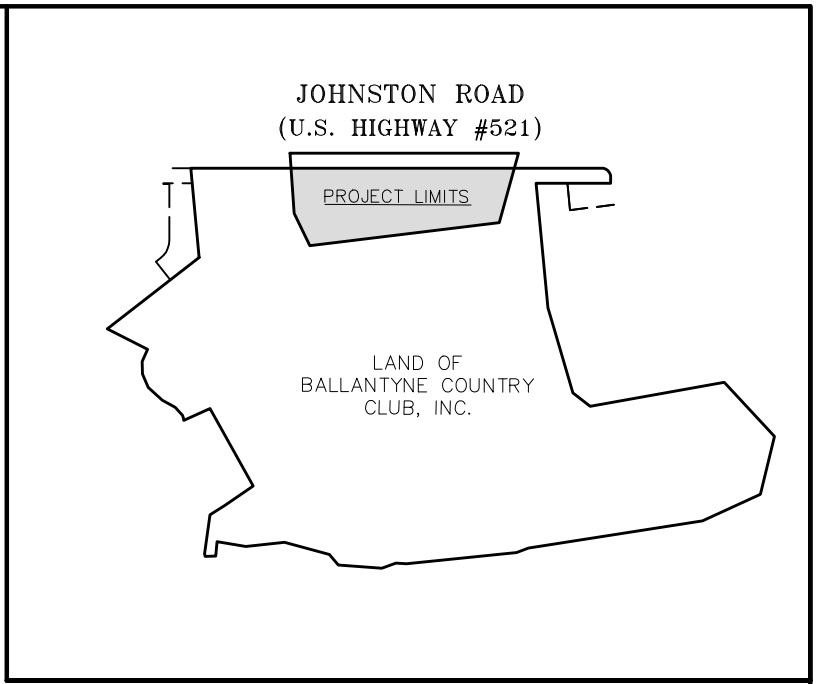 JOHNSTON ROAD
(U.S. HIGHWAY #521)
PROJECT LIMITS
LAND OF
BALLANTYNE COUNTRY
CLUB, INC.